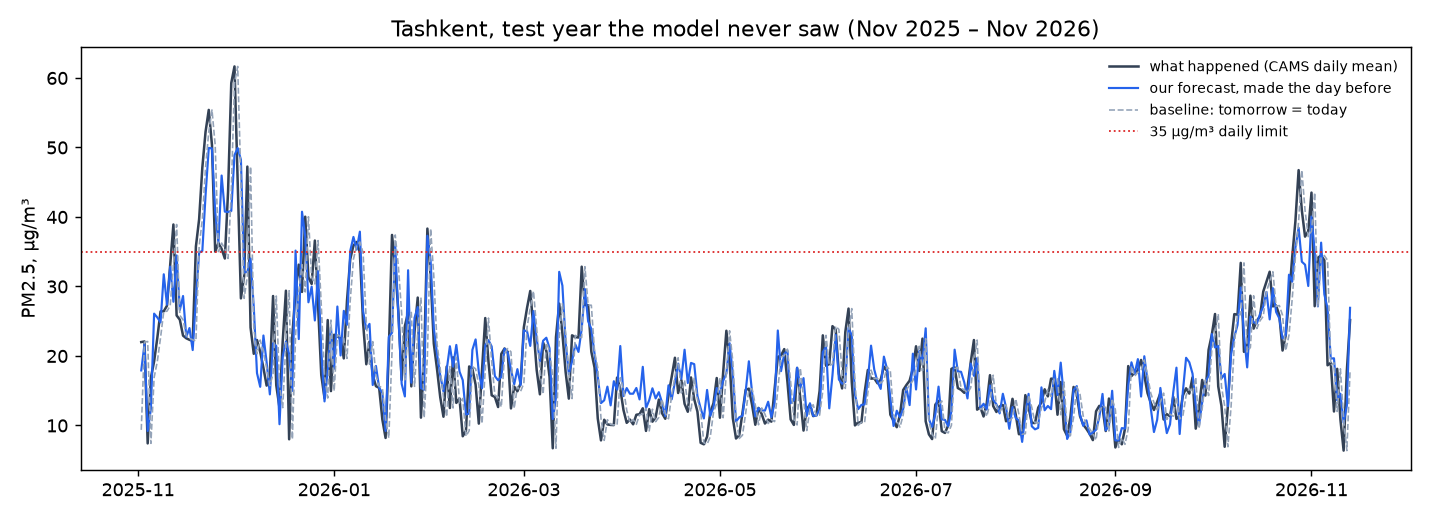 Tashkent, test year the model never saw (Nov 2025 – Nov 2026)
what happened (CAMS daily mean)
our forecast, made the day before
baseline: tomorrow = today
35 µg/m³ daily limit
PM2.5, µg/m³
60
50
40
30
20
10
2025-11
2026-01
2026-03
2026-05
2026-07
2026-09
2026-11